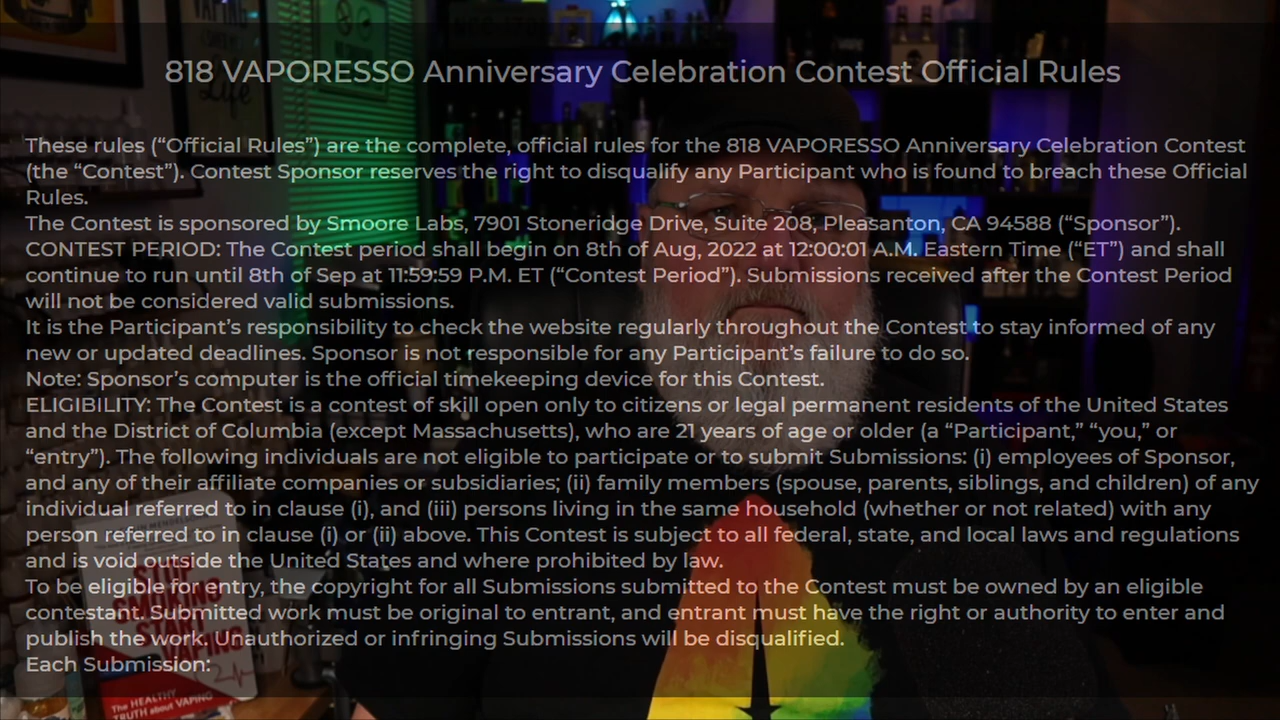 818 VAPORESSO Anniversary Celebration Contest Official Rules
These rules (“Official Rules”) are the complete, official rules for the 818 VAPORESSO Anniversary Celebration Contest
(the “Contest”). Contest Sponsor reserves the right to disqualify any Participant who is found to breach these Official
Rules.
The Contest is sponsored by Smoore Labs, 7901 Stoneridge Drive, Suite 208, Pleasanton, CA 94588 (“Sponsor”).
CONTEST PERIOD: The Contest period shall begin on 8th of Aug, 2022 at 12:00:01 A.M. Eastern Time (“ET”) and shall
continue to run until 8th of Sep at 11:59:59 P.M. ET (“Contest Period”). Submissions received after the Contest Period
will not be considered valid submissions.
It is the Participant’s responsibility to check the website regularly throughout the Contest to stay informed of any
new or updated deadlines. Sponsor is not responsible for any Participant’s failure to do so.
Note: Sponsor’s computer is the official timekeeping device for this Contest.
ELIGIBILITY: The Contest is a contest of skill open only to citizens or legal permanent residents of the United States
and the District of Columbia (except Massachusetts), who are 21 years of age or older (a “Participant,” “you,” or
“entry”). The following individuals are not eligible to participate or to submit Submissions: (i) employees of Sponsor,
and any of their affiliate companies or subsidiaries; (ii) family members (spouse, parents, siblings, and children) of any
individual referred to in clause (i), and (iii) persons living in the same household (whether or not related) with any
person referred to in clause (i) or (ii) above. This Contest is subject to all federal, state, and local laws and regulations
and is void outside the United States and where prohibited by law.
To be eligible for entry, the copyright for all Submissions submitted to the Contest must be owned by an eligible
contestant. Submitted work must be original to entrant, and entrant must have the right or authority to enter and
publish the work. Unauthorized or infringing Submissions will be disqualified.
Each Submission:
VAPING
Life
STOP
SMOKING
START
VAPING
The HEALTHY
TRUTH about VAPING